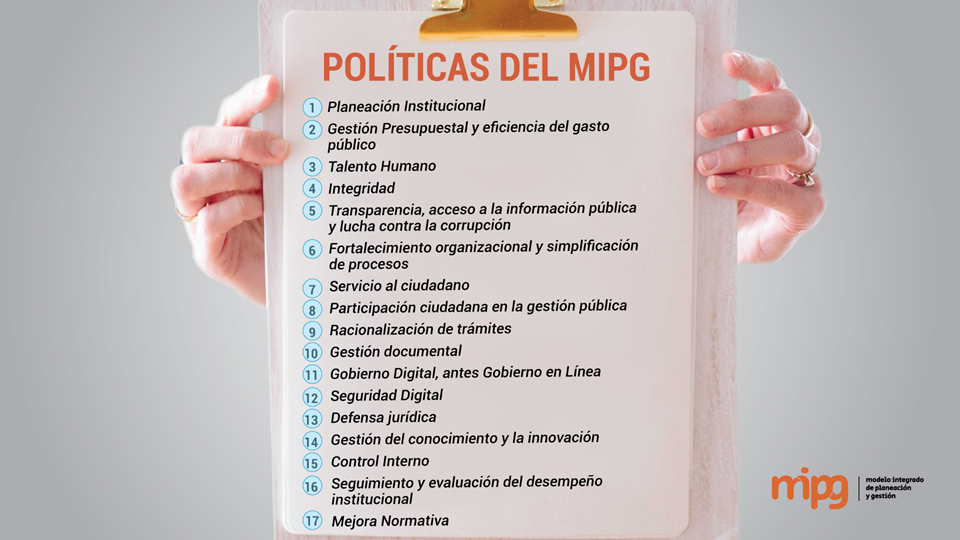 POLÍTICAS DEL MIPG
1 Planeación Institucional
2 Gestión Presupuestal y eficiencia del gasto
público
3 Talento Humano
4 Integridad
5 Transparencia, acceso a la información pública
y lucha contra la corrupción
6 Fortalecimiento organizacional y simplificación
de procesos
7 Servicio al ciudadano
8 Participación ciudadana en la gestión pública
9 Racionalización de trámites
10 Gestión documental
11 Gobierno Digital, antes Gobierno en Línea
12 Seguridad Digital
13 Defensa jurídica
14 Gestión del conocimiento y la innovación
15 Control Interno
16 Seguimiento y evaluación del desempeño
institucional
17 Mejora Normativa
mipg
modelo integrado
de planeación
y gestión